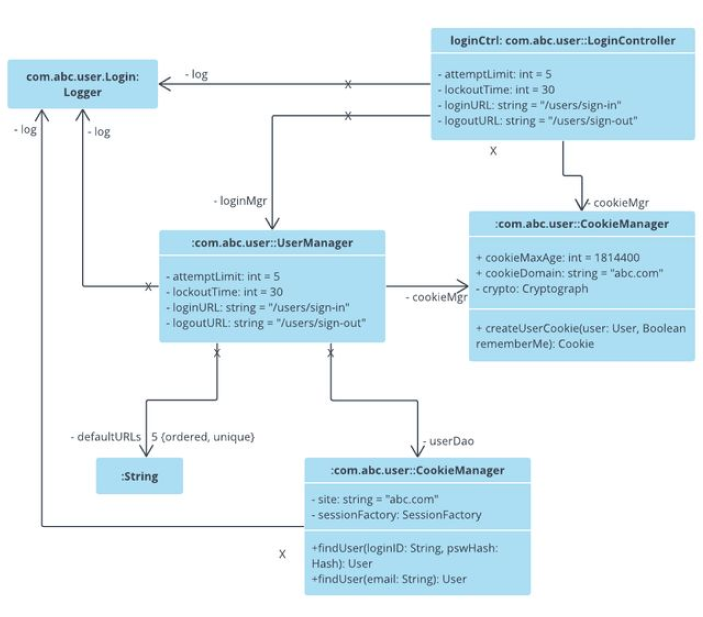 loginCtrl: com.abc.user::LoginController
- attemptLimit: int = 5
- lockoutTime: int = 30
- loginURL: string = "/users/sign-in"
- logoutURL: string = "/users/sign-out"
com.abc.user.Login:
Logger
- log
X
X
- log
- log
X
- loginMgr
- cookieMgr
:com.abc.user::CookieManager
+ cookieMaxAge: int = 1814400
+ cookieDomain: string = "abc.com"
- crypto: Cryptograph
+ createUserCookie(user: User, Boolean
rememberMe): Cookie
:com.abc.user::UserManager
- attemptLimit: int = 5
- lockoutTime: int = 30
- loginURL: string = "/users/sign-in"
- logoutURL: string = "/users/sign-out"
X
- cookieMgr
X
X
- defaultURLs
5 {ordered, unique}
- userDao
:String
:com.abc.user::CookieManager
- site: string = "abc.com"
- sessionFactory: SessionFactory
+findUser(loginID: String, pswHash:
Hash): User
+findUser(email: String): User
X